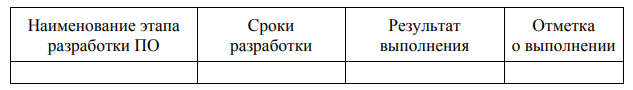 Наименование этапа
разработки ПО
Сроки
разработки
Результат
выполнения
Отметка
о выполнении